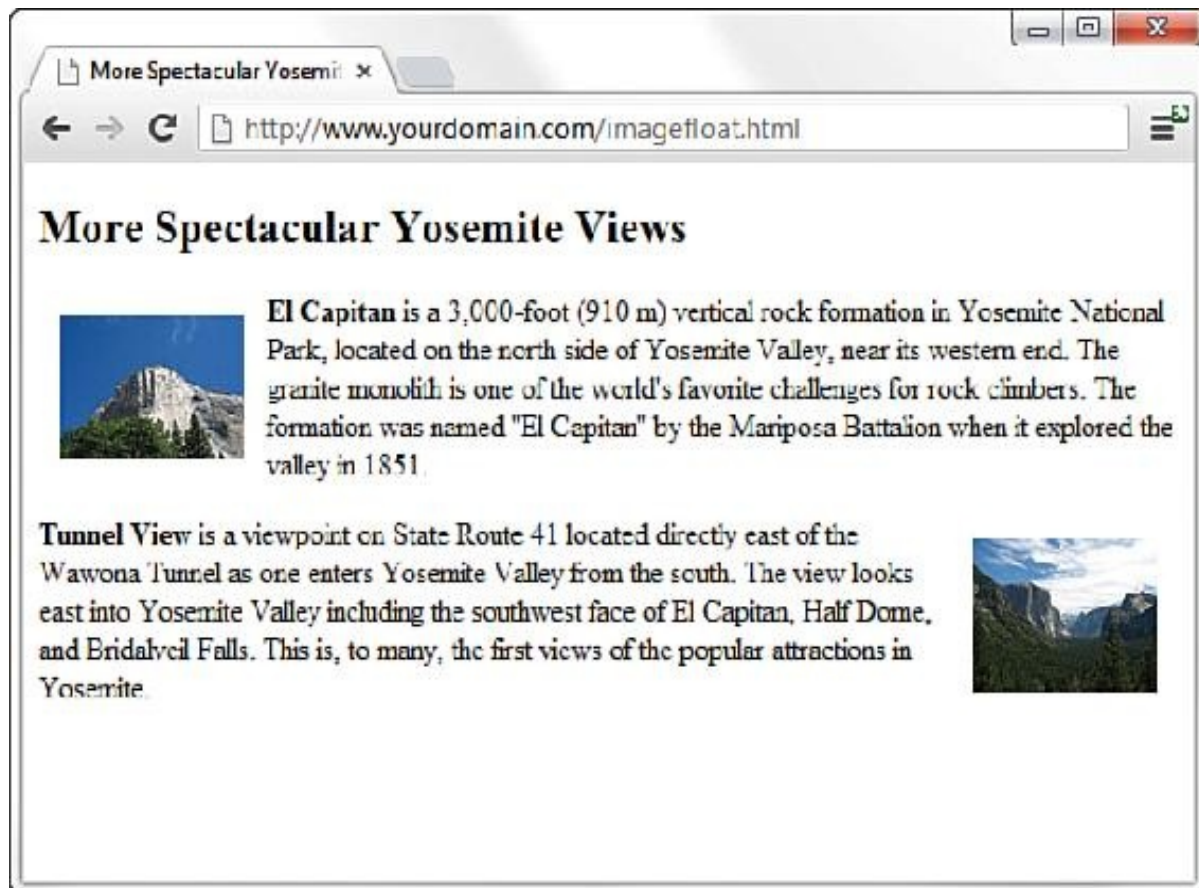 More Spectacular Yosemit
http://www.yourdomain.com/imagefloat.html
More Spectacular Yosemite Views
El Capitan is a 3,000-foot (910 m) vertical rock formation in Yosemite National
Park, located on the north side of Yosemite Valley, near its western end. The
granite monolith is one of the world's favorite challenges for rock climbers. The
formation was named "El Capitan" by the Mariposa Battalion when it explored the
valley in 1851.
Tunnel View is a viewpoint on State Route 41 located directly east of the
Wawona Tunnel as one enters Yosemite Valley from the south. The view looks
east into Yosemite Valley including the southwest face of El Capitan, Half Dome,
and Bridalveil Falls. This is, to many, the first views of the popular attractions in
Yosemite.